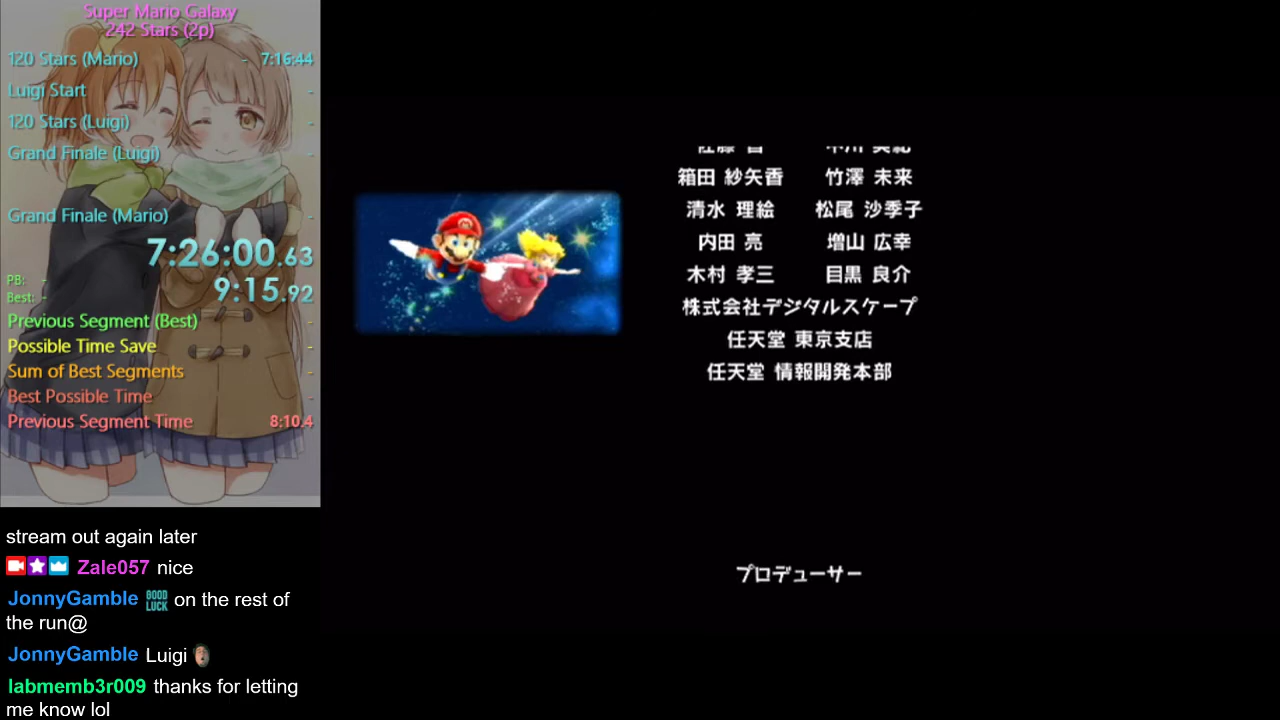 Super Mario Galaxy
242 Stars (2p)
120 Stars (Mario) - 7:16:44
Luigi Start -
120 Stars (Luigi) -
Grand Finale (Luigi) -
Grand Finale (Mario) -
7:26:00.63
PB: -
9:15.92
Best: -
Previous Segment (Best) -
Possible Time Save -
Sum of Best Segments -
Best Possible Time -
Previous Segment Time 8:10.4
stream out again later
Zale057 nice
JonnyGamble GOOD LUCK on the rest of
the run@
JonnyGamble Luigi
labmemb3r009 thanks for letting
me know lol
箱田 紗矢香 竹澤 未来
清水 理絵 松尾 沙季子
内田 亮 増山 広幸
木村 孝三 目黒 良介
株式会社デジタルスケープ
任天堂 東京支店
任天堂 情報開発本部
プロデューサー